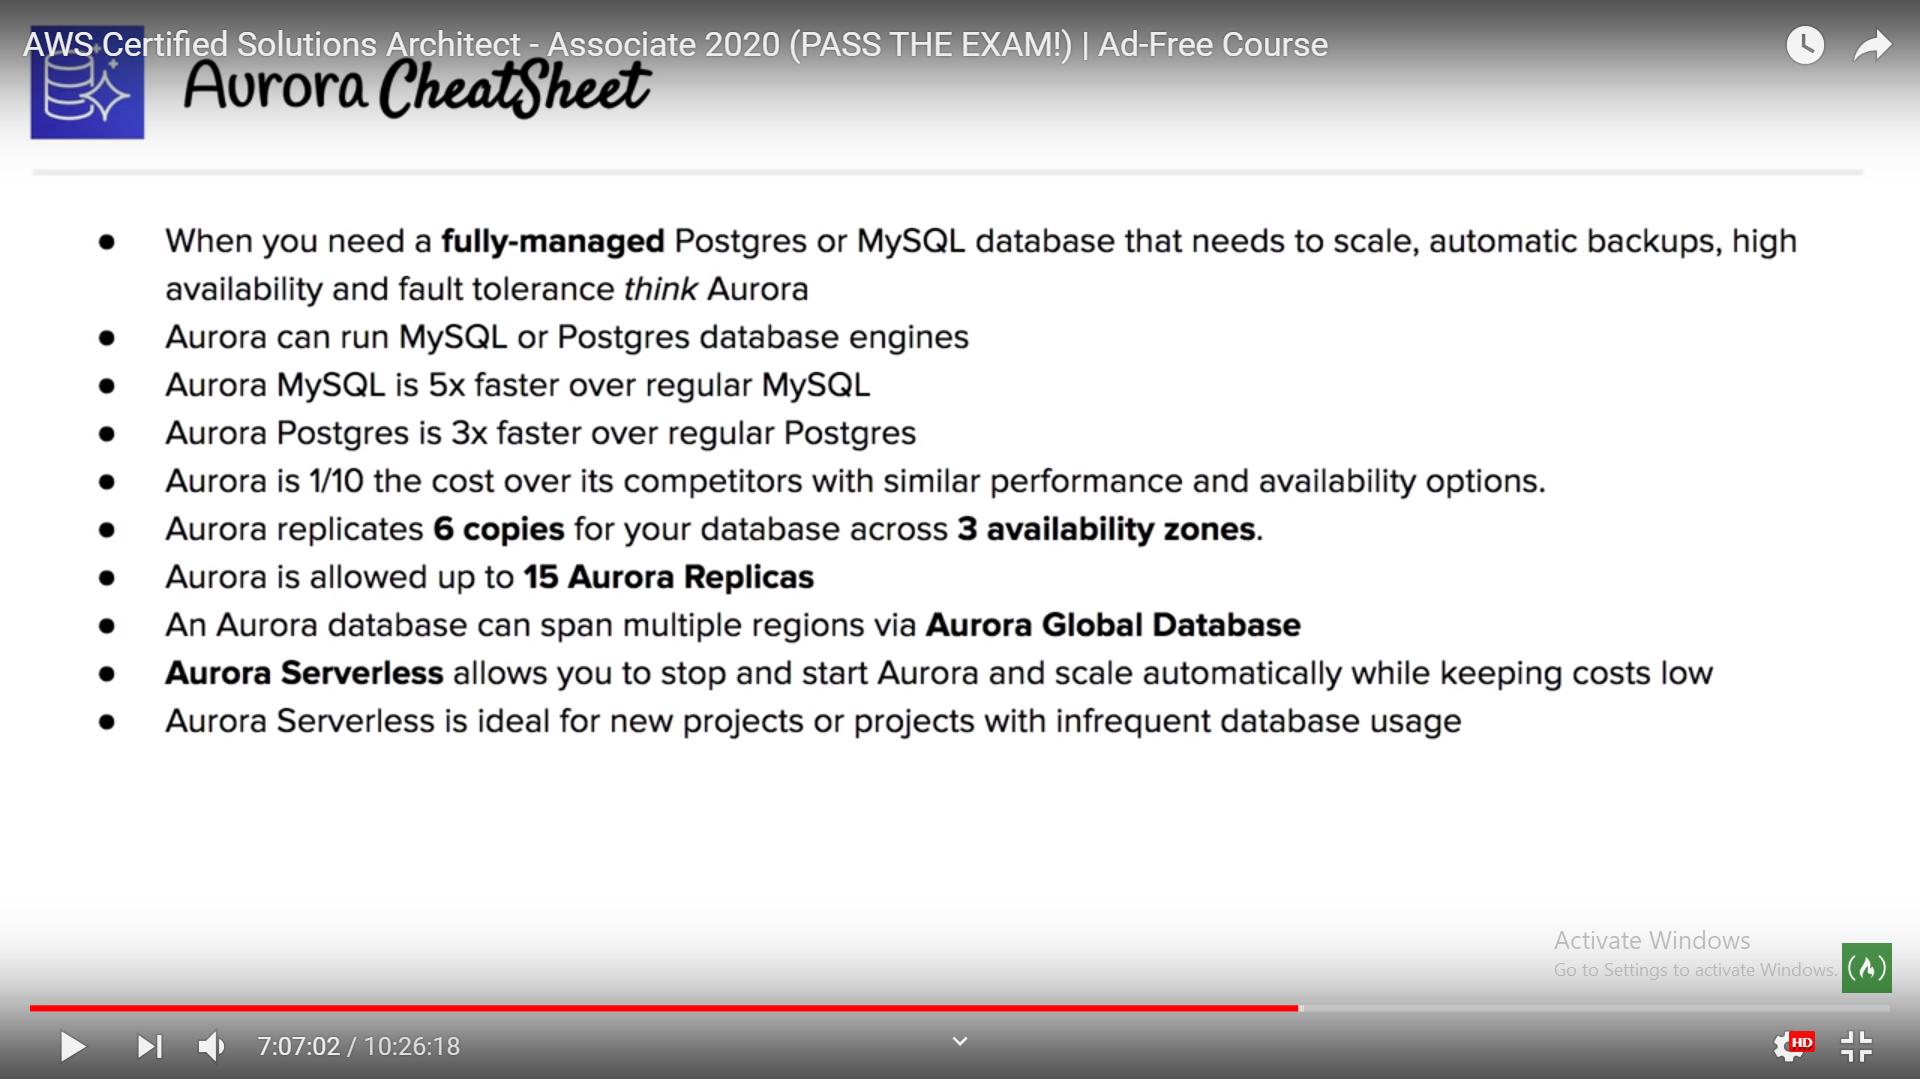 AWS Certified Solutions Architect - Associate 2020 (PASS THE EXAM!) | Ad-Free Course
Aurora CheatSheet
● When you need a fully-managed Postgres or MySQL database that needs to scale, automatic backups, high
availability and fault tolerance think Aurora
● Aurora can run MySQL or Postgres database engines
● Aurora MySQL is 5x faster over regular MySQL
● Aurora Postgres is 3x faster over regular Postgres
● Aurora is 1/10 the cost over its competitors with similar performance and availability options.
● Aurora replicates 6 copies for your database across 3 availability zones.
● Aurora is allowed up to 15 Aurora Replicas
● An Aurora database can span multiple regions via Aurora Global Database
● Aurora Serverless allows you to stop and start Aurora and scale automatically while keeping costs low
● Aurora Serverless is ideal for new projects or projects with infrequent database usage
Activate Windows
Go to Settings to activate Windows.
7:07:02 / 10:26:18
HD